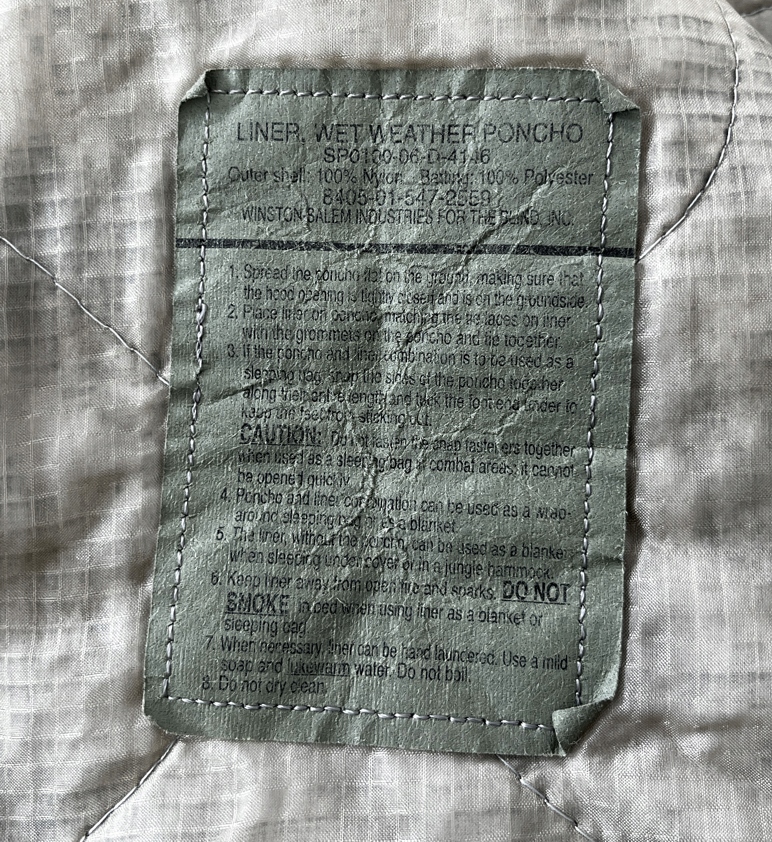 LINER, WET WEATHER PONCHO
SP0100-06-D-4146
Outer shell: 100% Nylon Batting: 100% Polyester
8405-01-547-2559
WINSTON-SALEM INDUSTRIES FOR THE BLIND, INC.
1. Spread the poncho flat on the ground, making sure that
the hood opening is tightly closed and is on the groundside.
2. Place liner on poncho, matching the tie tapes on liner
with the grommets on the poncho and tie together.
3. If the poncho and liner combination is to be used as a
sleeping bag, snap the sides of the poncho together
along their entire length and tuck the foot end under to
keep the feet from sticking out.
CAUTION: Do not fasten the snap fasteners together
when used as a sleeping bag in combat areas; it cannot
be opened quickly.
4. Poncho and liner combination can be used as a wrap-
around sleeping bag or as a blanket.
5. The liner, without the poncho, can be used as a blanket
when sleeping under cover or in a jungle hammock.
6. Keep liner away from open fire and sparks. DO NOT
SMOKE in bed when using liner as a blanket or
sleeping bag.
7. When necessary, liner can be hand laundered. Use a mild
soap and lukewarm water. Do not boil.
8. Do not dry clean.